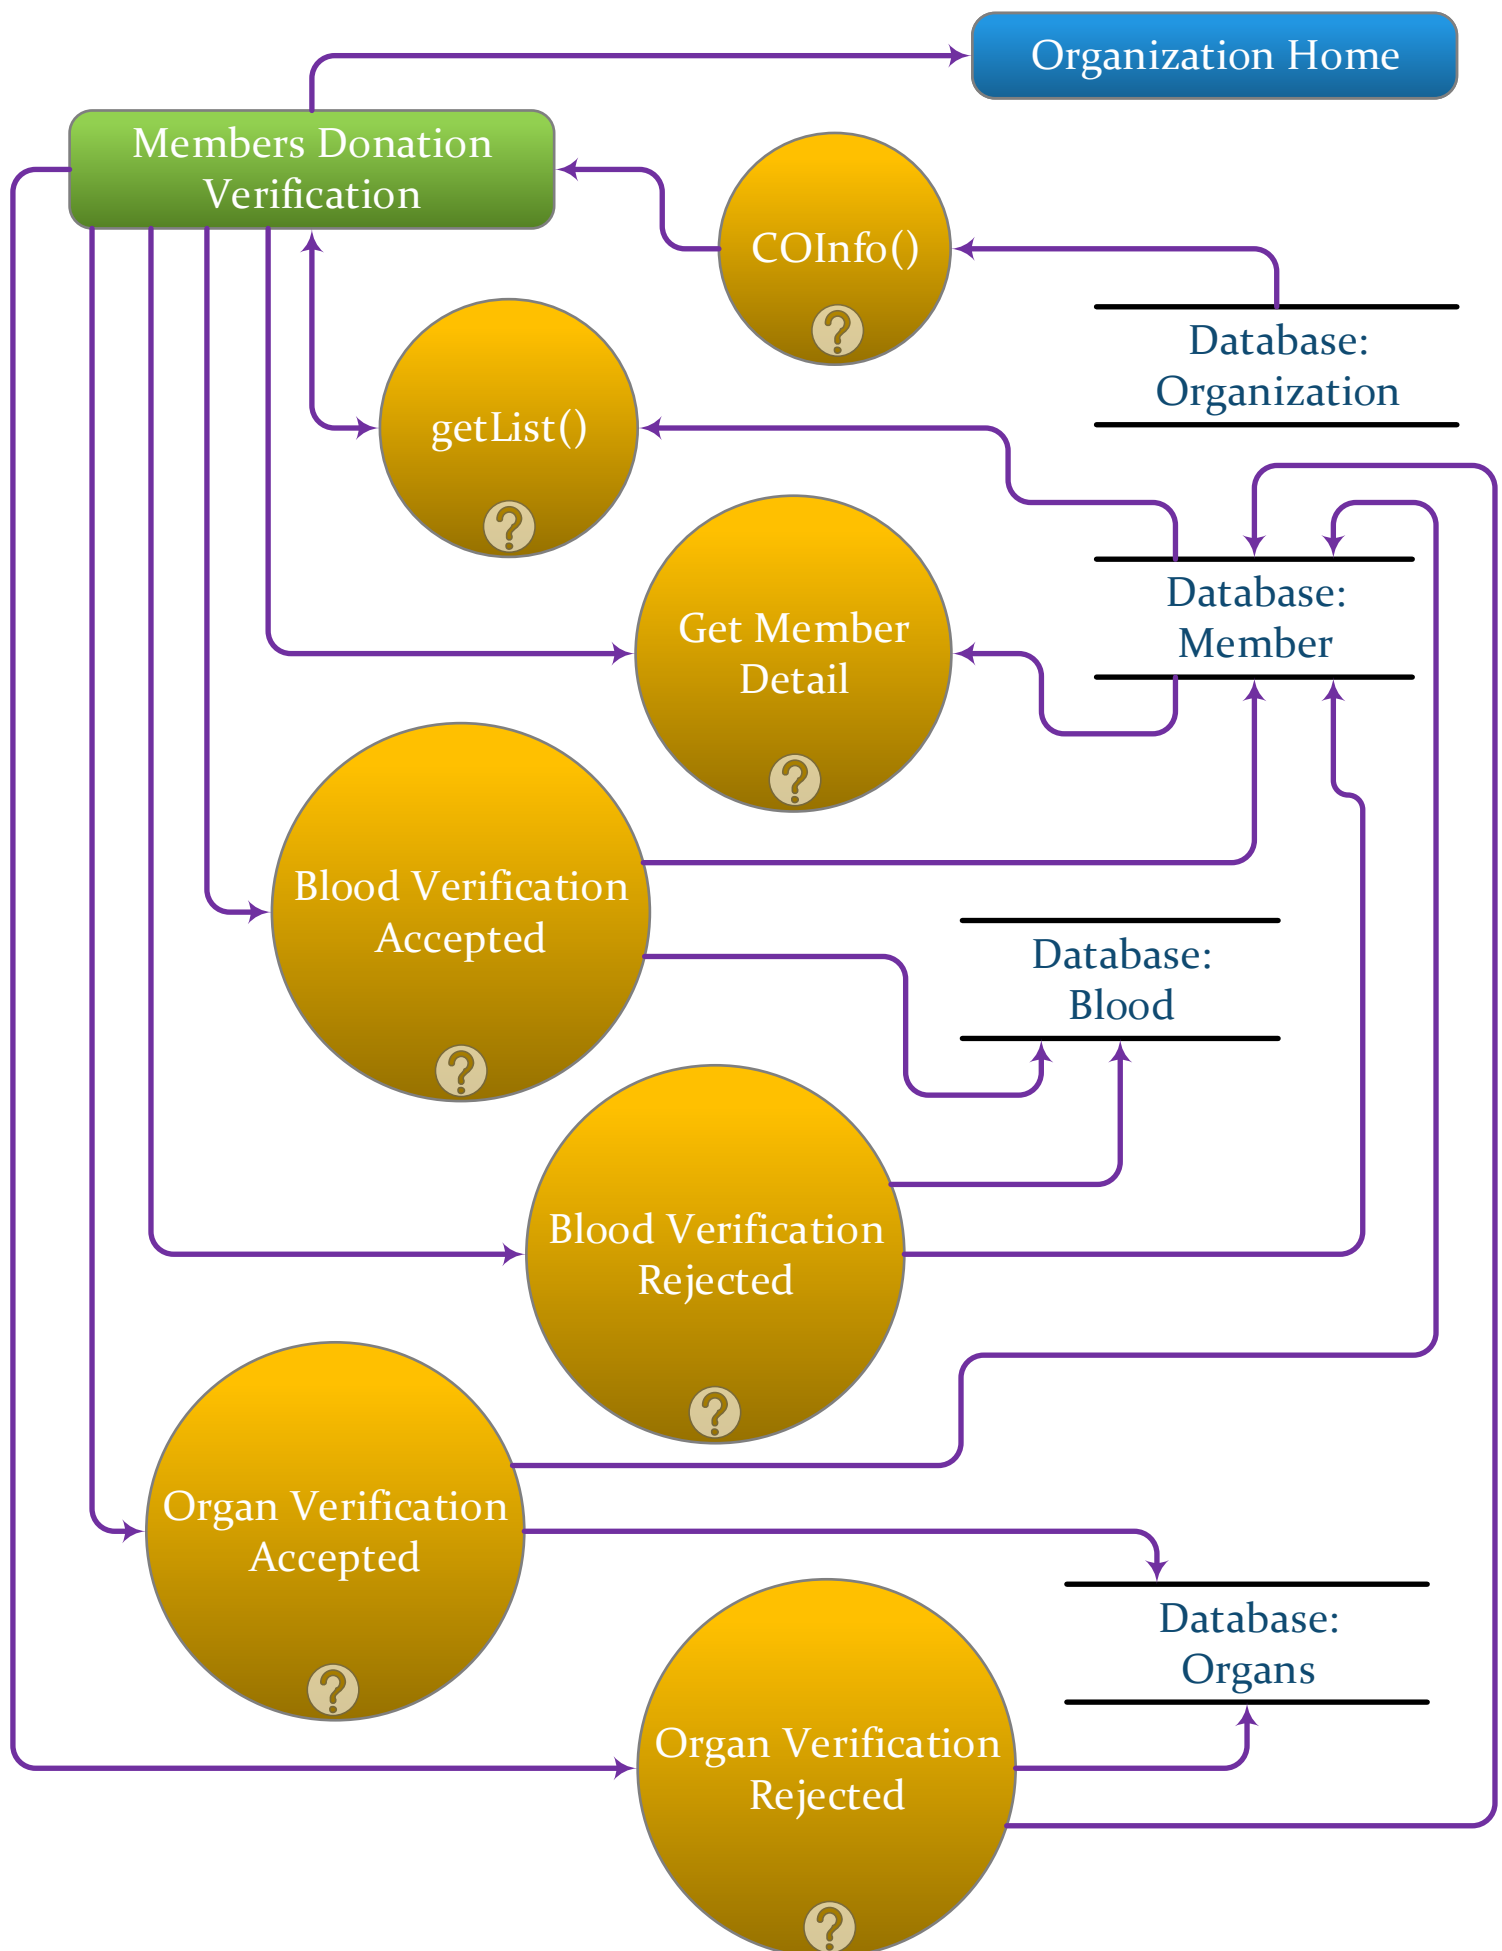 Organization Home
Members Donation
Verification
COInfo()
Database:
Organization
getList()
Database:
Member
Get Member
Detail
Blood Verification
Accepted
Database:
Blood
Blood Verification
Rejected
Organ Verification
Accepted
Database:
Organs
Organ Verification
Rejected